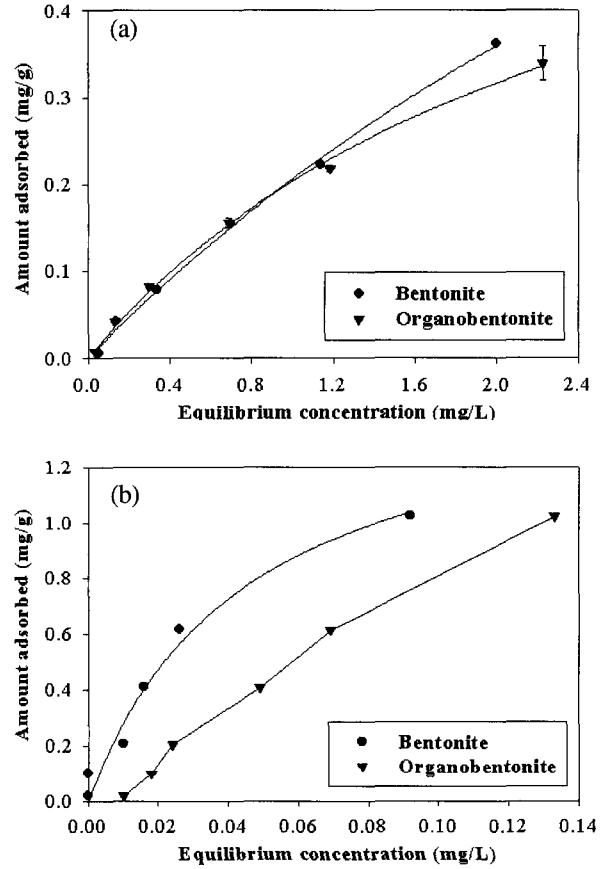 (a)
Amount adsorbed (mg/g)
0.4
0.3
0.2
0.1
0.0
Bentonite
Organobentonite
0.0 0.4 0.8 1.2 1.6 2.0 2.4
Equilibrium concentration (mg/L)
(b)
Amount adsorbed (mg/g)
1.2
1.0
0.8
0.6
0.4
0.2
0.0
Bentonite
Organobentonite
0.00 0.02 0.04 0.06 0.08 0.10 0.12 0.14
Equilibrium concentration (mg/L)